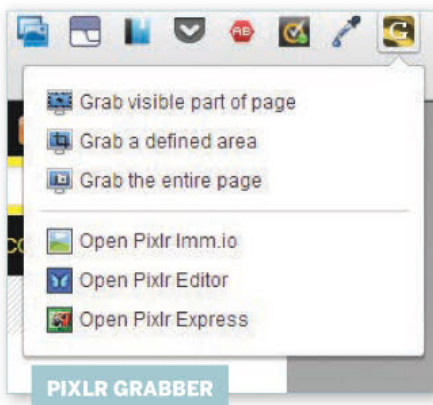 AB
G
Grab visible part of page
Grab a defined area
Grab the entire page
Open Pixlr Imm.io
Open Pixlr Editor
Open Pixlr Express
PIXLR GRABBER